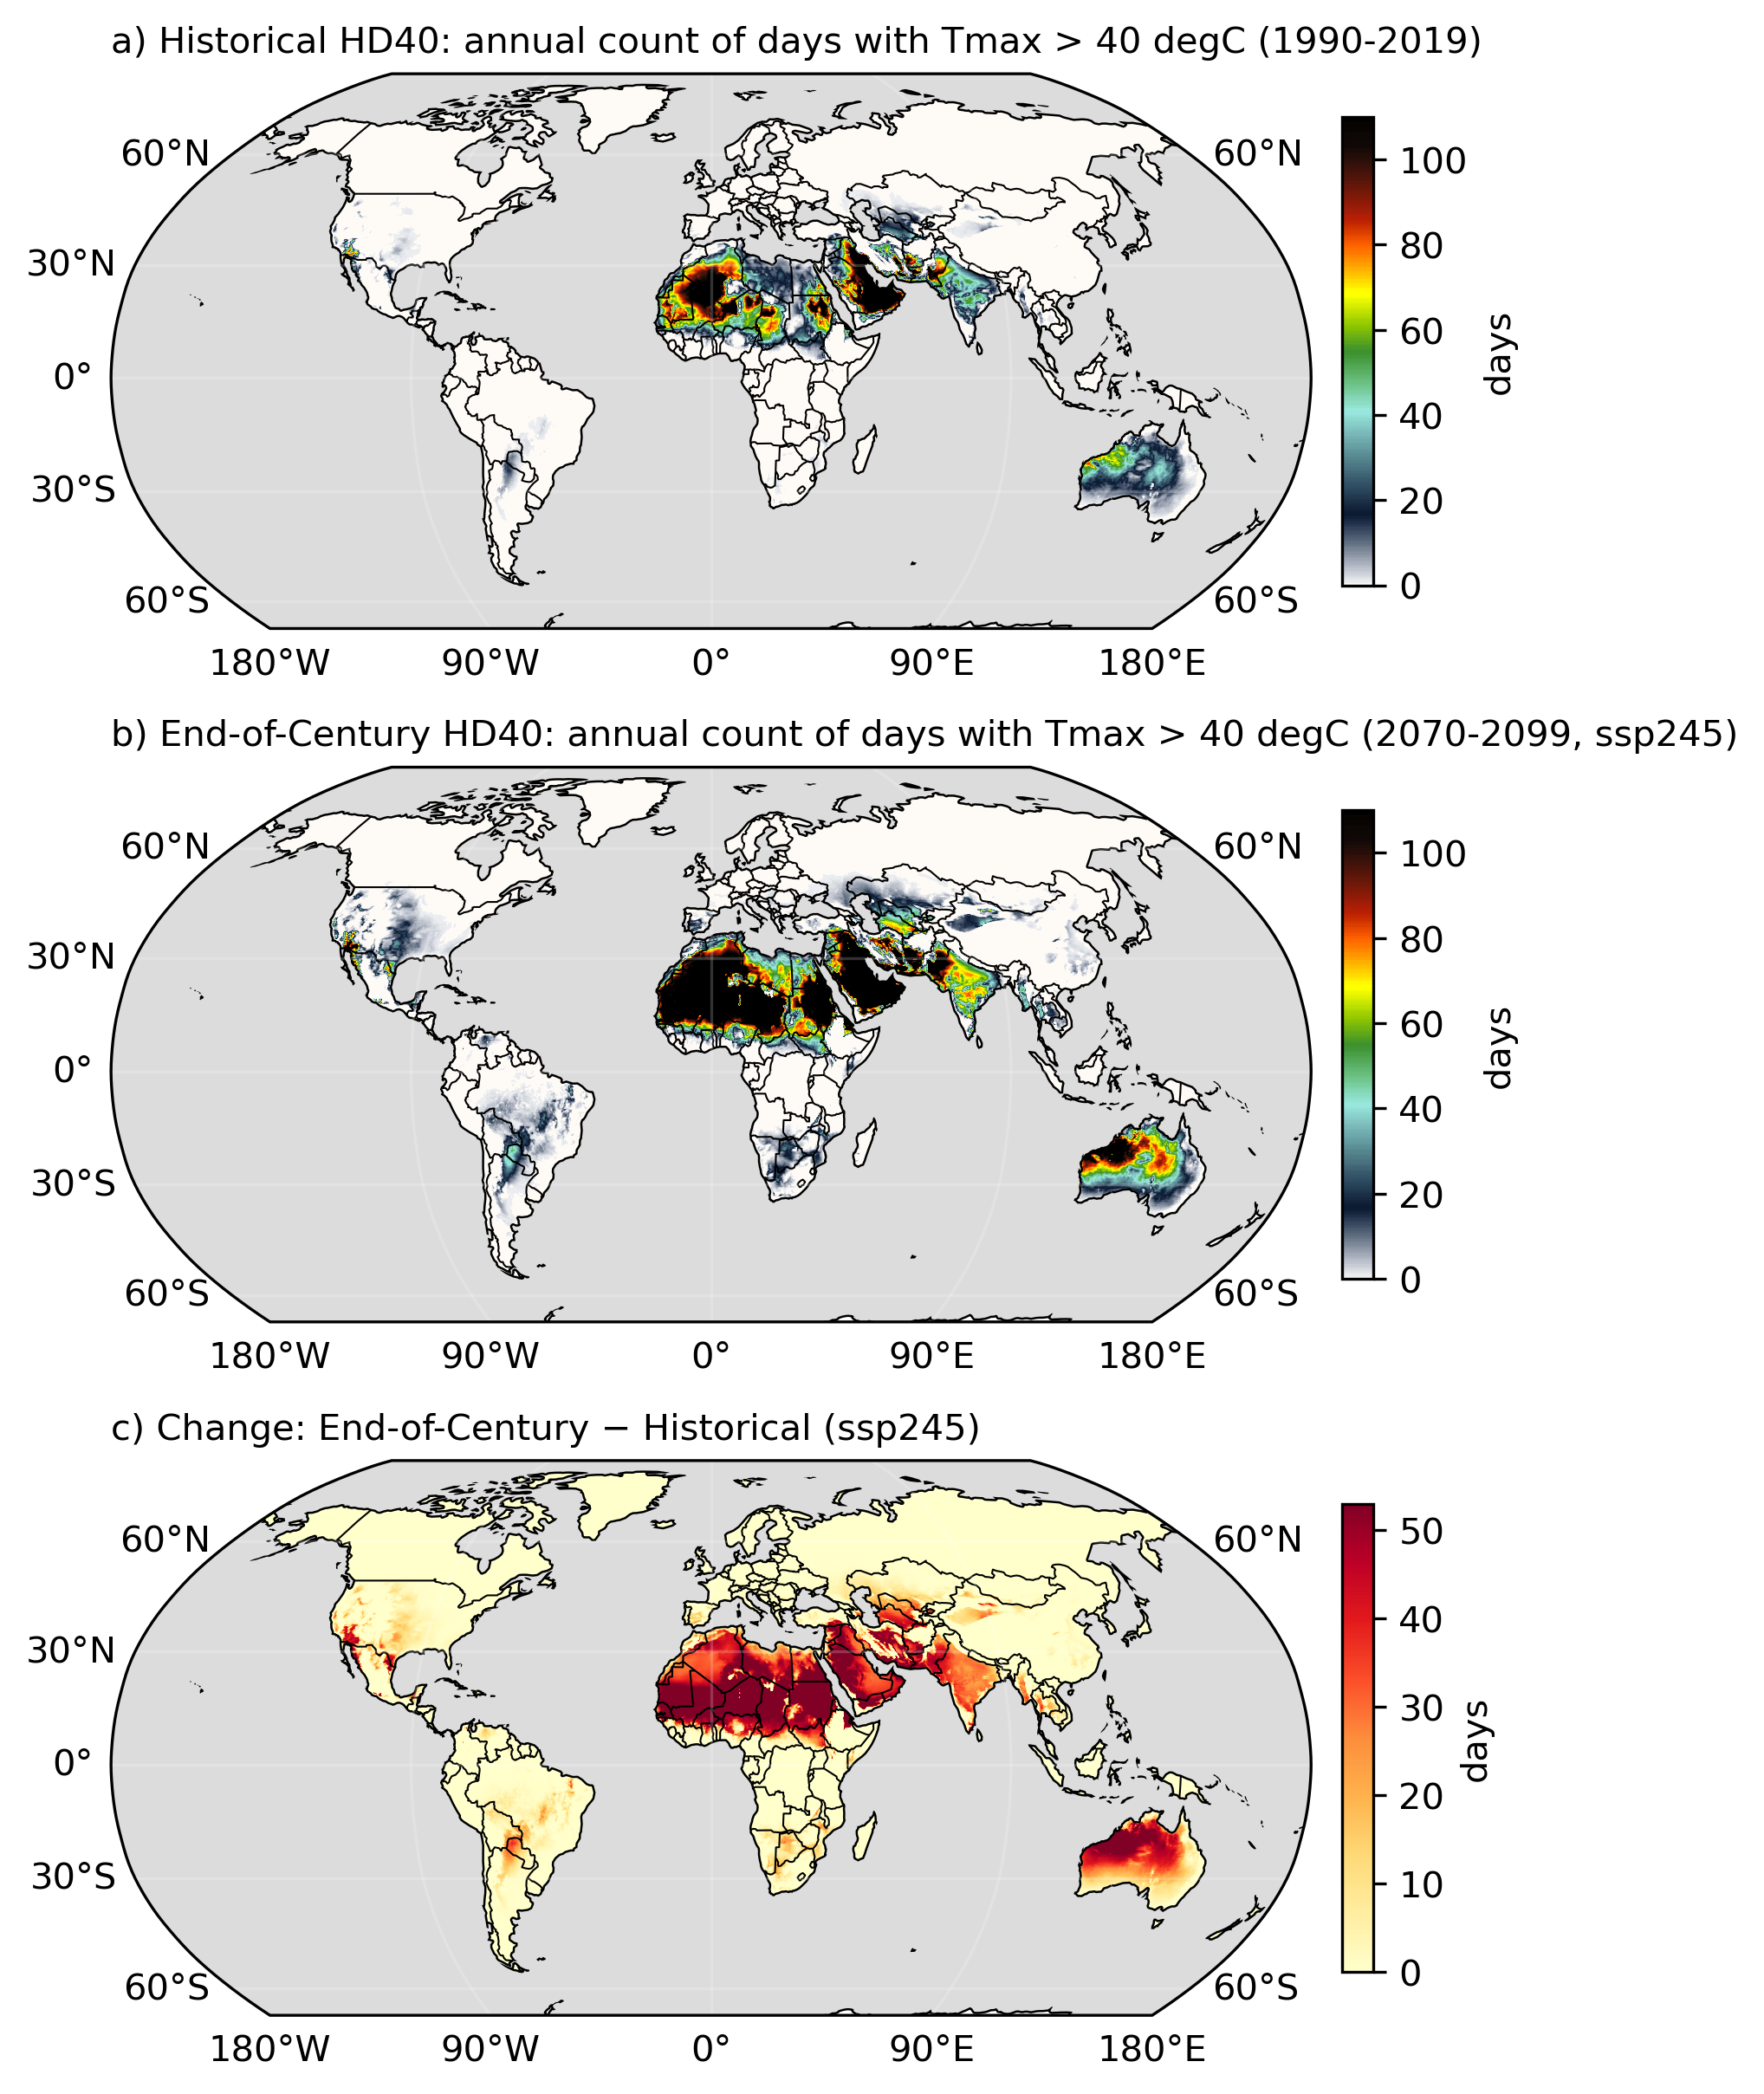 a) Historical HD40: annual count of days with Tmax > 40 degC (1990-2019)
60°N 60°N
30°N
0°
30°S
60°S 60°S
180°W 90°W 0° 90°E 180°E
100
80
60
40
20
0
days
b) End-of-Century HD40: annual count of days with Tmax > 40 degC (2070-2099, ssp245)
60°N 60°N
30°N
0°
30°S
60°S 60°S
180°W 90°W 0° 90°E 180°E
100
80
60
40
20
0
days
c) Change: End-of-Century − Historical (ssp245)
60°N 60°N
30°N
0°
30°S
60°S 60°S
180°W 90°W 0° 90°E 180°E
50
40
30
20
10
0
days